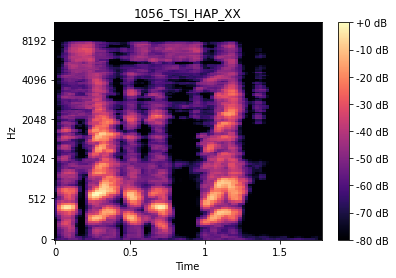 1056_TSI_HAP_XX
8192
4096
2048
1024
512
0
Hz
0
0.5
1
1.5
Time
+0 dB
-10 dB
-20 dB
-30 dB
-40 dB
-50 dB
-60 dB
-70 dB
-80 dB